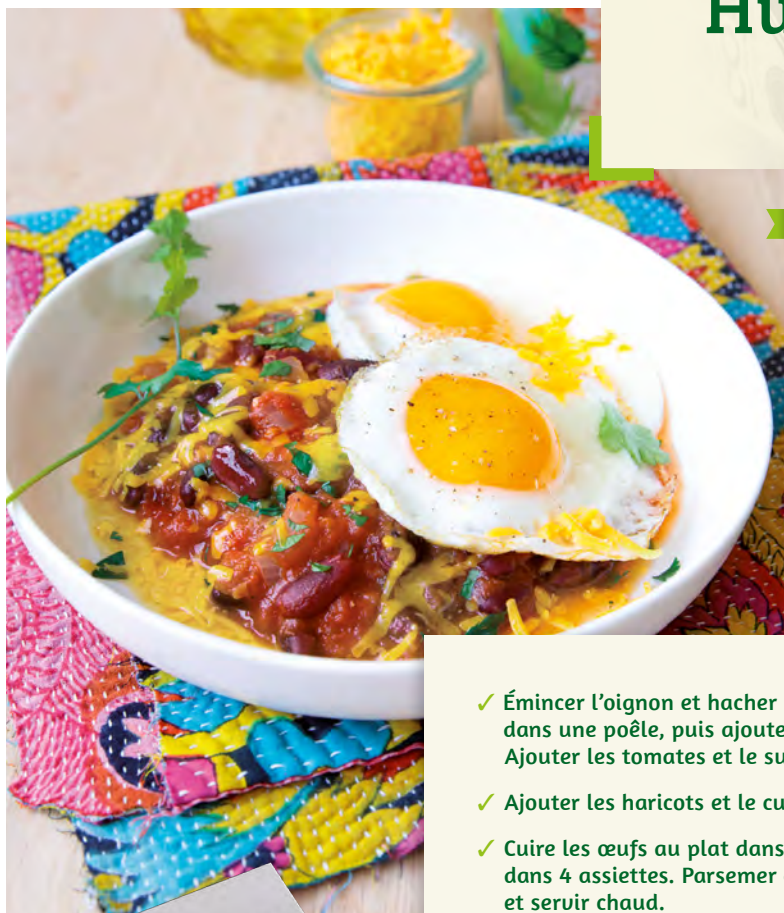 Hu
✓ Émincer l’oignon et hacher
dans une poêle, puis ajoute
Ajouter les tomates et le su
✓ Ajouter les haricots et le cu
✓ Cuire les œufs au plat dans
dans 4 assiettes. Parsemer
et servir chaud.